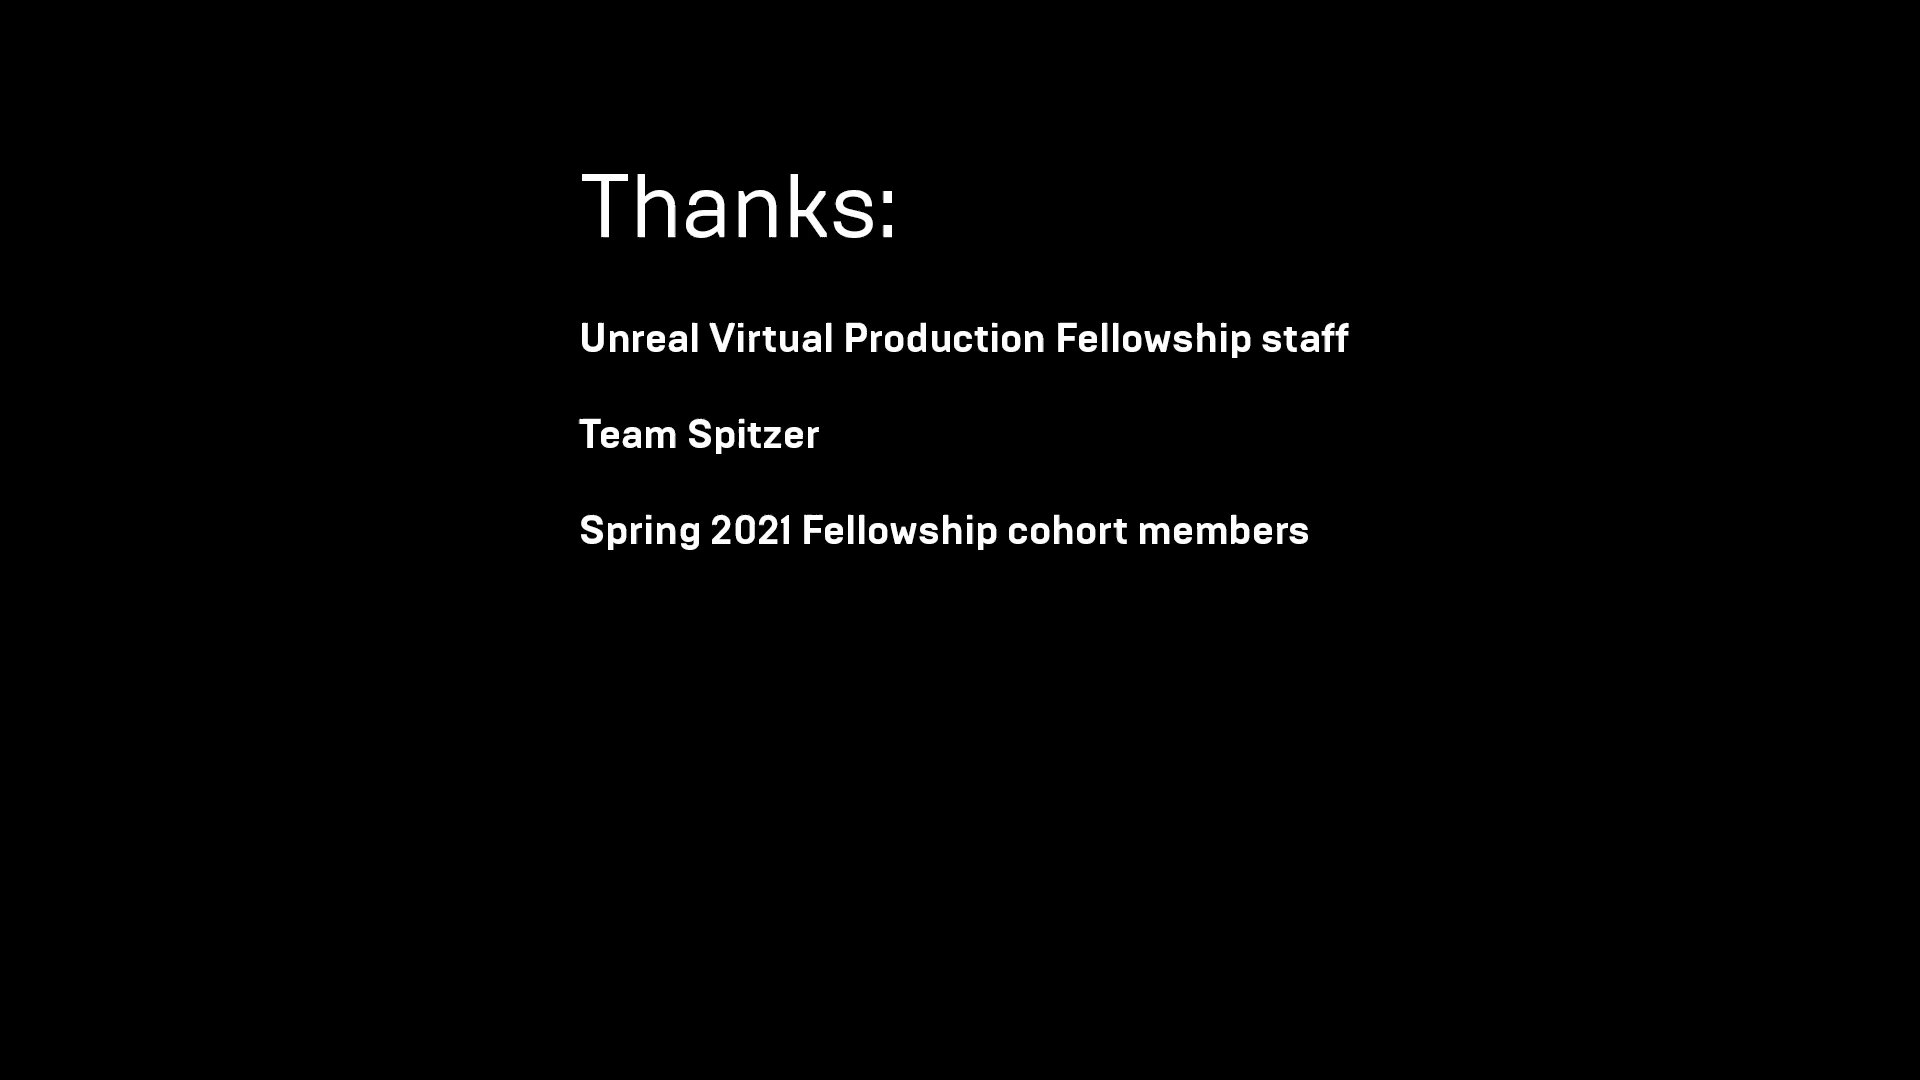 Thanks:
Unreal Virtual Production Fellowship staff
Team Spitzer
Spring 2021 Fellowship cohort members